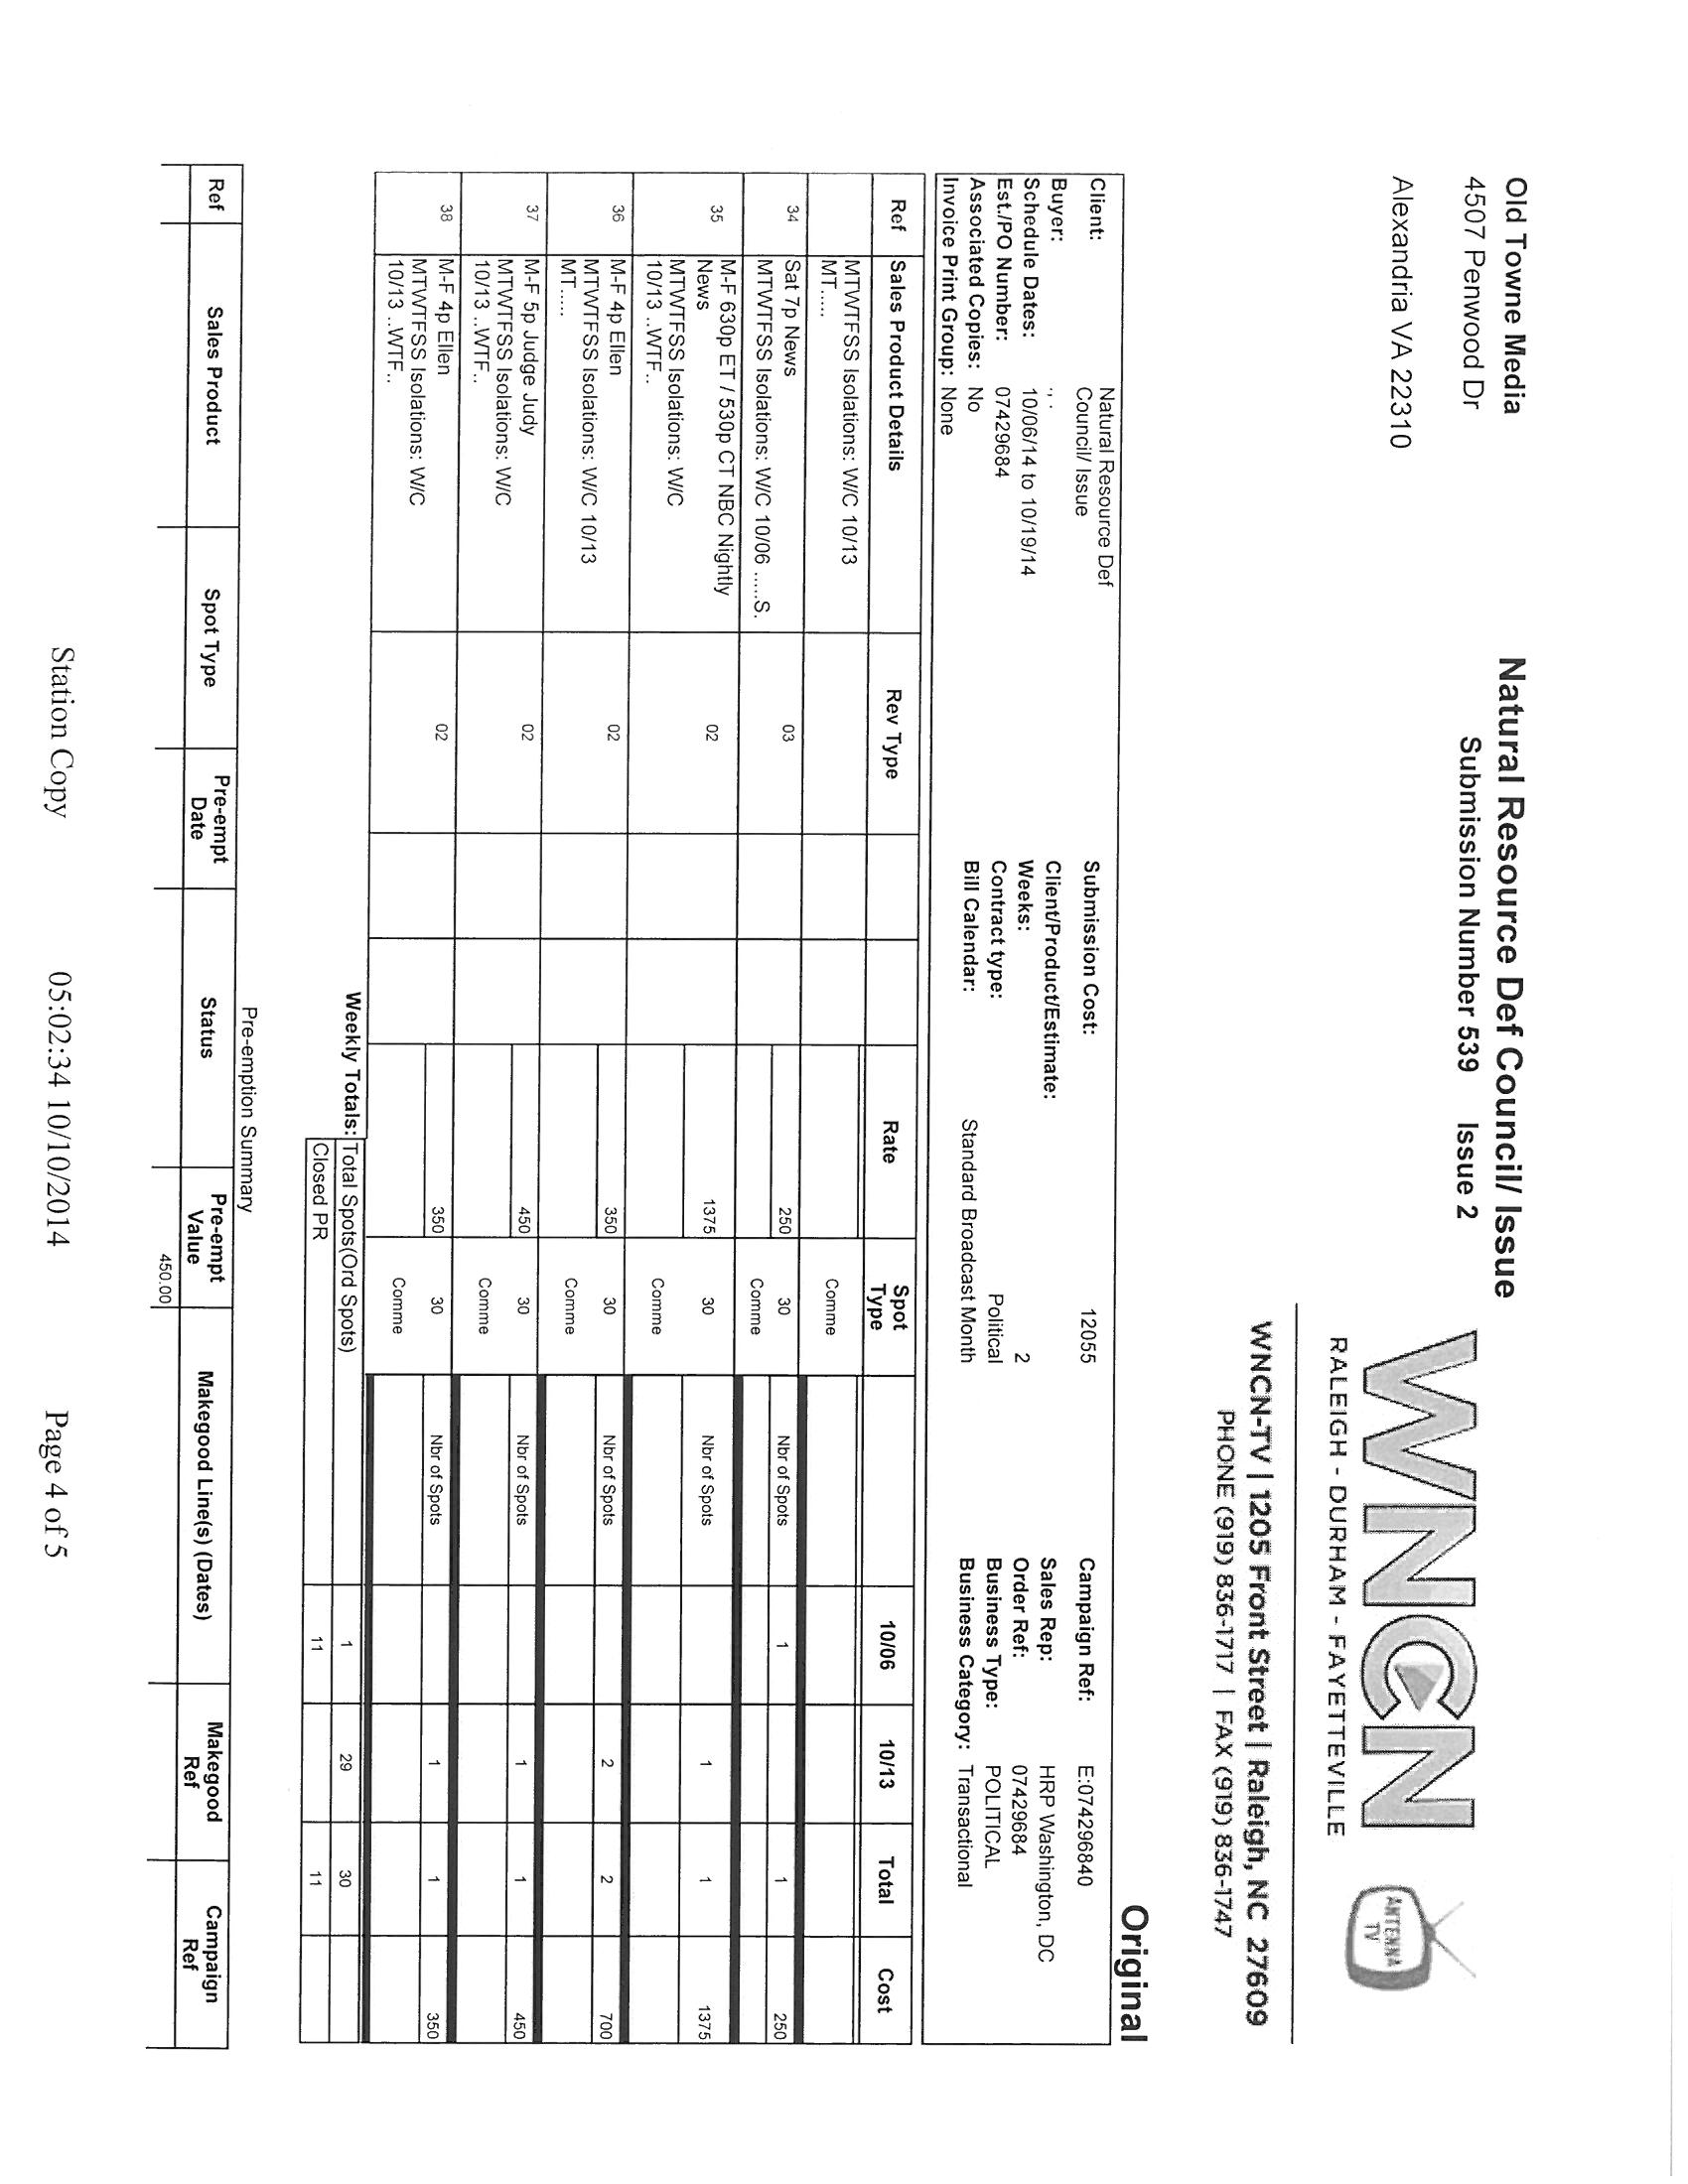 Old Towne Media
4507 Penwood Dr
Alexandria VA 22310
Natural Resource Def Council/ Issue
Submission Number 539 Issue 2
WNCN
RALEIGH - DURHAM - FAYETTEVILLE
ANTENNA TV
WNCN-TV | 1205 Front Street | Raleigh, NC 27609
PHONE (919) 836-1717 | FAX (919) 836-1747
Original
Client: Natural Resource Def Council/ Issue
Buyer: ., .
Schedule Dates: 10/06/14 to 10/19/14
Est./PO Number: 07429684
Associated Copies:: No
Invoice Print Group: None
Submission Cost: 12055
Client/Product/Estimate:
Weeks: 2
Contract type: Political
Bill Calendar: Standard Broadcast Month
Campaign Ref: E:074296840
Sales Rep: HRP Washington, DC
Order Ref: 07429684
Business Type: POLITICAL
Business Category: Transactional
Ref Sales Product Details Rev Type Rate Spot Type 10/06 10/13 Total Cost
MTWTFSS Isolations: W/C 10/13
MT..... Comme
34 Sat 7p News 03 250 30 Nbr of Spots 1 1 250
MTWTFSS Isolations: W/C 10/06 .....S. Comme
35 M-F 630p ET / 530p CT NBC Nightly
News 02 1375 30 Nbr of Spots 1 1 1375
MTWTFSS Isolations: W/C
10/13 ..WTF.. Comme
36 M-F 4p Ellen 02 350 30 Nbr of Spots 2 2 700
MTWTFSS Isolations: W/C 10/13
MT..... Comme
37 M-F 5p Judge Judy 02 450 30 Nbr of Spots 1 1 450
MTWTFSS Isolations: W/C
10/13 ..WTF.. Comme
38 M-F 4p Ellen 02 350 30 Nbr of Spots 1 1 350
MTWTFSS Isolations: W/C
10/13 ..WTF.. Comme
Weekly Totals: Total Spots(Ord Spots) 1 29 30
Closed PR 11 11
Pre-emption Summary
Ref Sales Product Spot Type Pre-empt Date Status Pre-empt Value Makegood Line(s) (Dates) Makegood Ref Campaign Ref
450.00
Station Copy 05:02:34 10/10/2014 Page 4 of 5